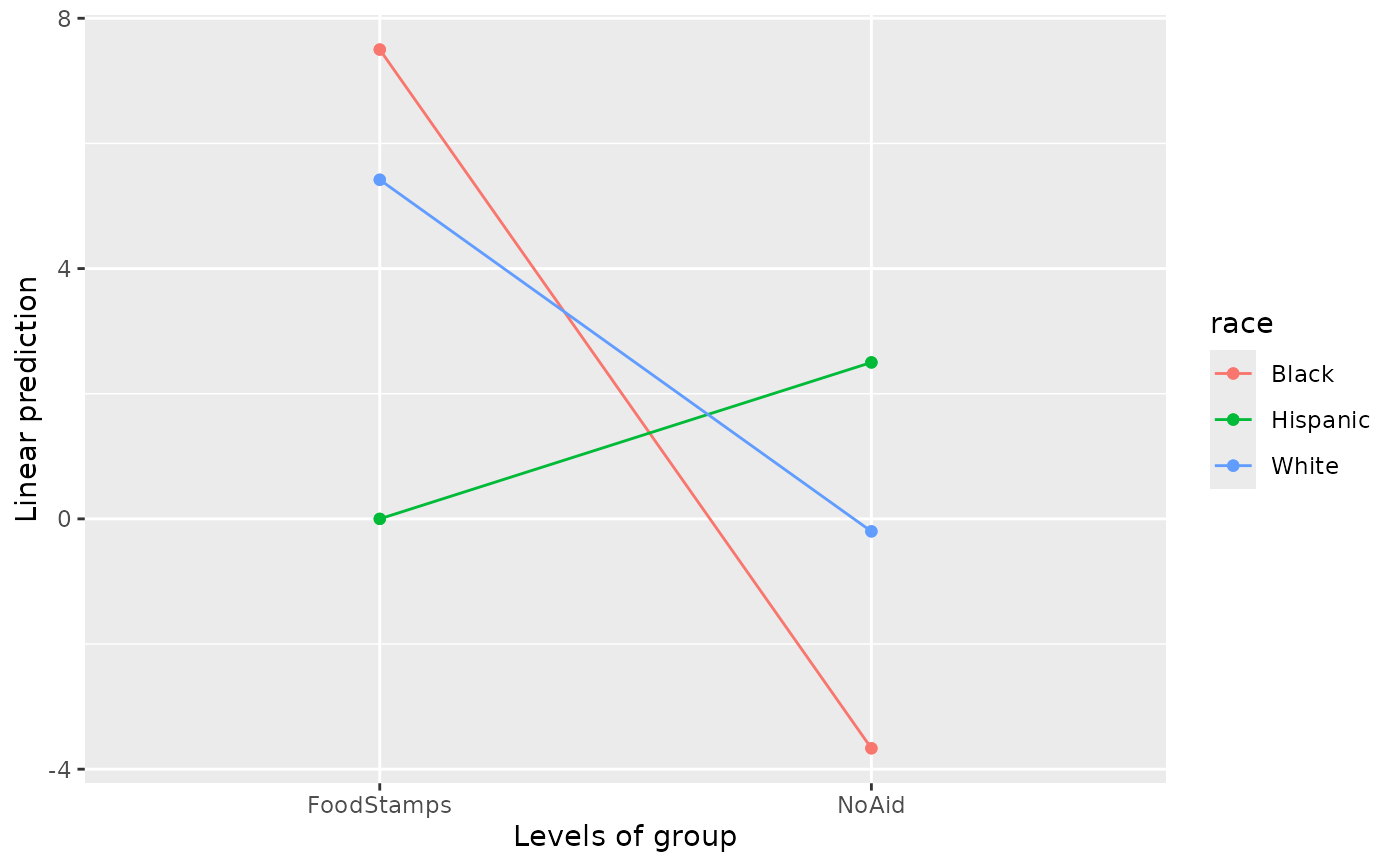 8
4
0
-4
Linear prediction
FoodStamps
NoAid
Levels of group
race
Black
Hispanic
White